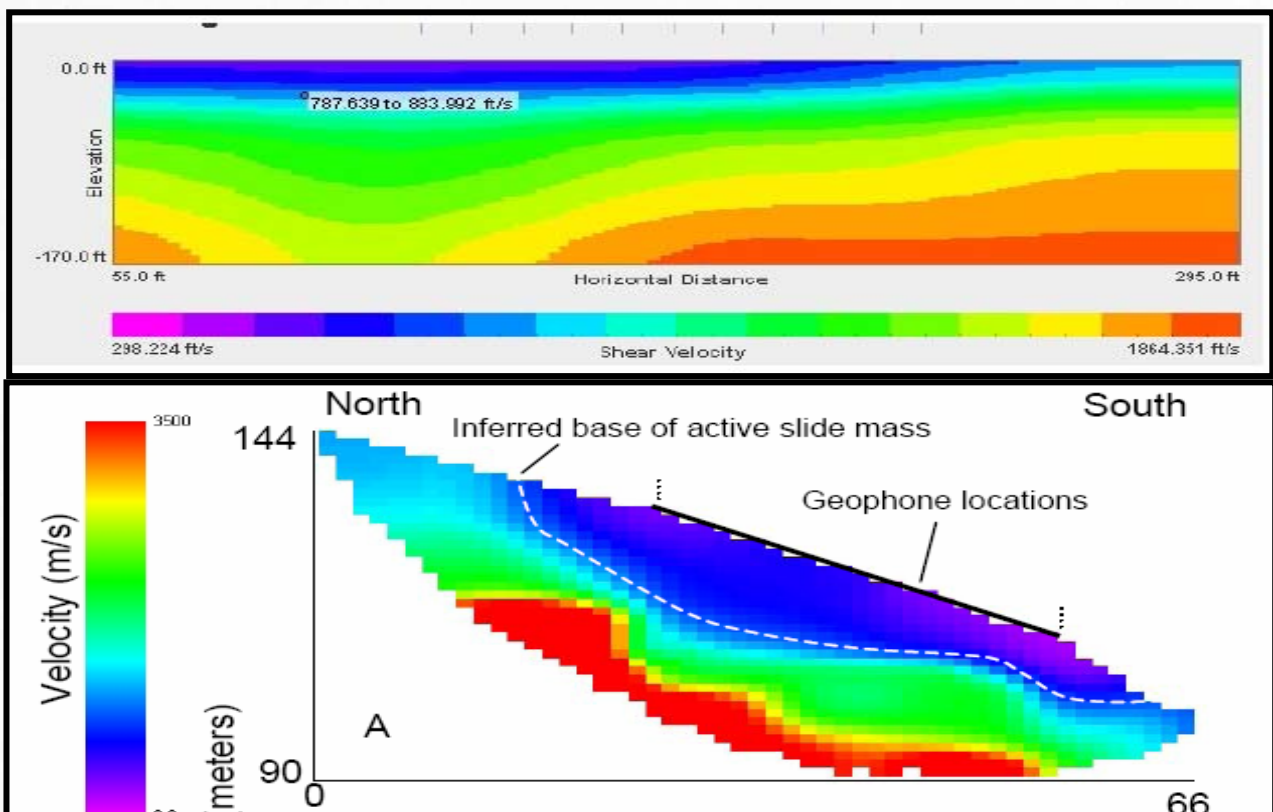 0.0 ft
787.639 to 883.992 ft/s
Elevation
-170.0 ft
55.0 ft
Horizontal Distance
295.0 ft
298.224 ft/s
Shear Velocity
1864.351 ft/s
North
South
3500
144
Inferred base of active slide mass
Geophone locations
Velocity (m/s)
A
meters)
90
0
66